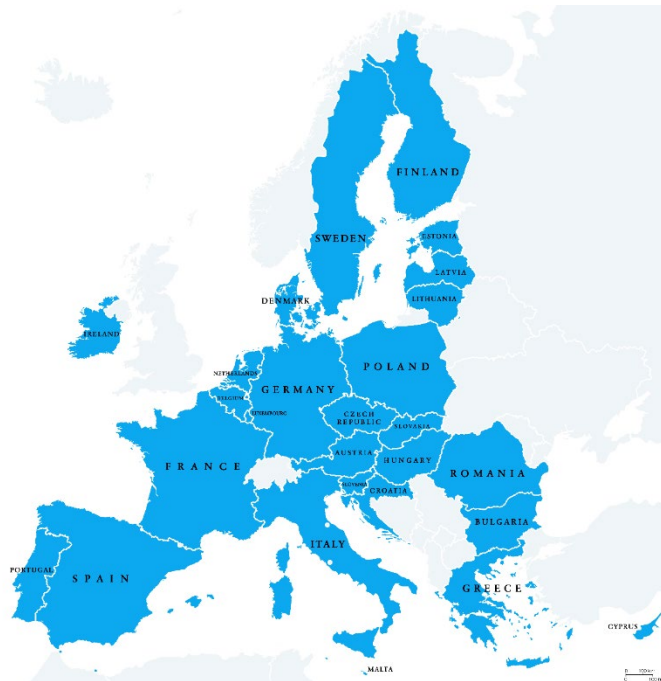 FINLAND
SWEDEN
ESTONIA
LATVIA
DENMARK
LITHUANIA
IRELAND
POLAND
NETHERLANDS
GERMANY
BELGIUM
LUXEMBOURG
CZECH
REPUBLIC
SLOVAKIA
AUSTRIA
HUNGARY
FRANCE
ROMANIA
SLOVENIA
CROATIA
BULGARIA
ITALY
PORTUGAL
SPAIN
GREECE
CYPRUS
MALTA